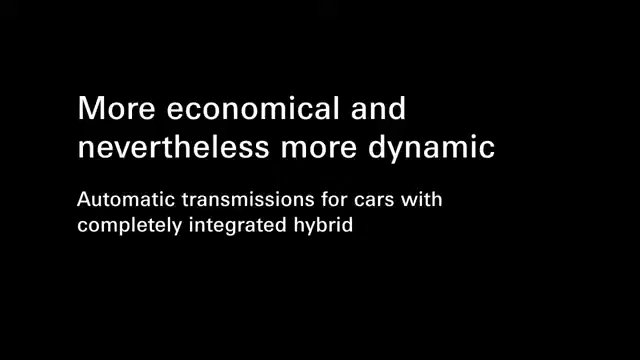 More economical and
nevertheless more dynamic
Automatic transmissions for cars with
completely integrated hybrid